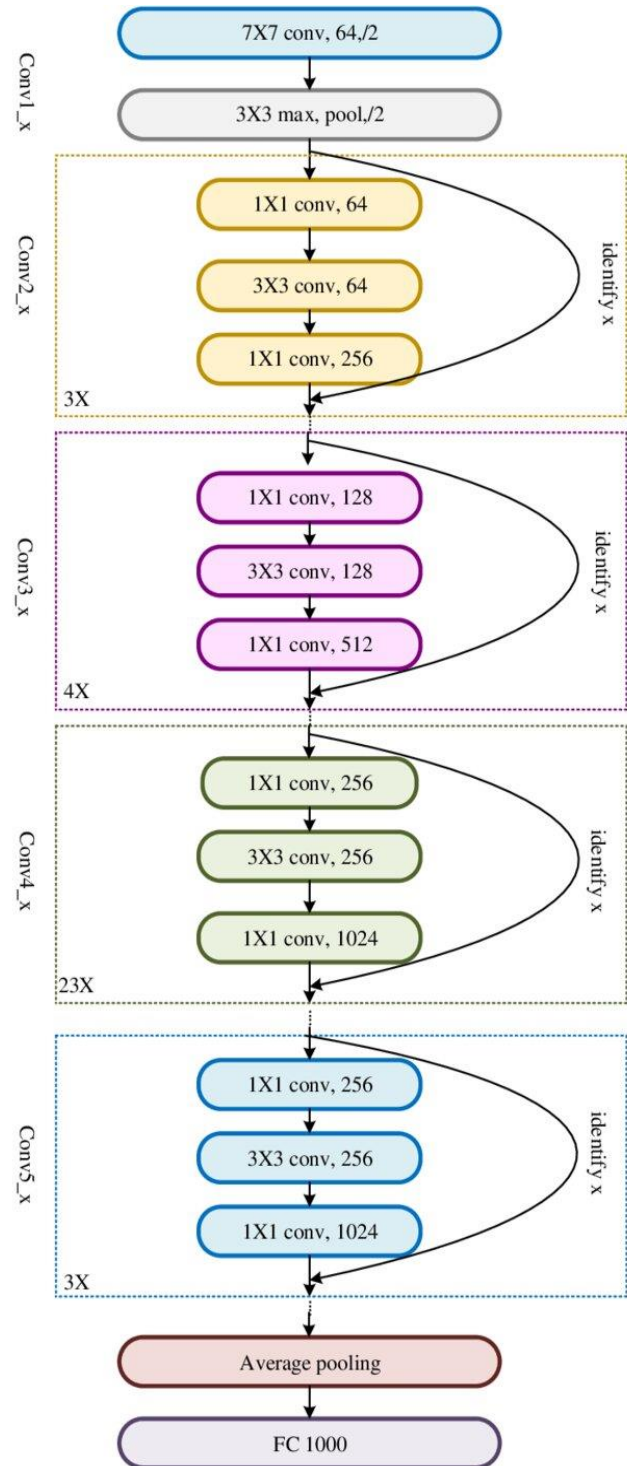 Conv1_x
7X7 conv, 64,/2
3X3 max, pool,/2
Conv2_x
1X1 conv, 64
3X3 conv, 64
1X1 conv, 256
identify x
3X
Conv3_x
1X1 conv, 128
3X3 conv, 128
1X1 conv, 512
identify x
4X
Conv4_x
1X1 conv, 256
3X3 conv, 256
1X1 conv, 1024
identify x
23X
Conv5_x
1X1 conv, 256
3X3 conv, 256
1X1 conv, 1024
identify x
3X
Average pooling
FC 1000